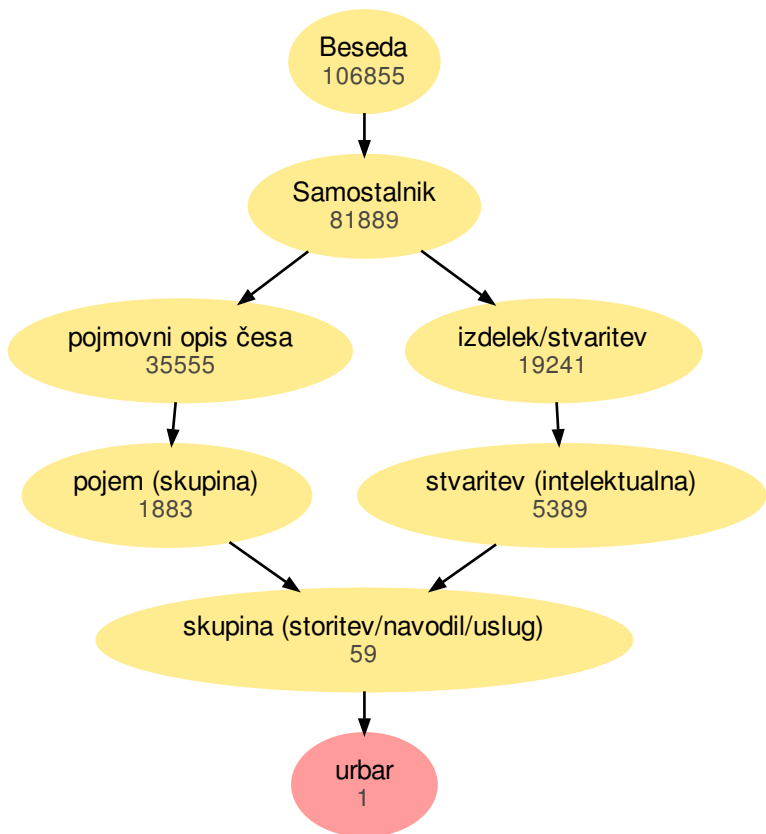 Beseda
106855
Samostalnik
81889
pojmovni opis česa
35555
izdelek/stvaritev
19241
pojem (skupina)
1883
stvaritev (intelektualna)
5389
skupina (storitev/navodil/uslug)
59
urbar
1